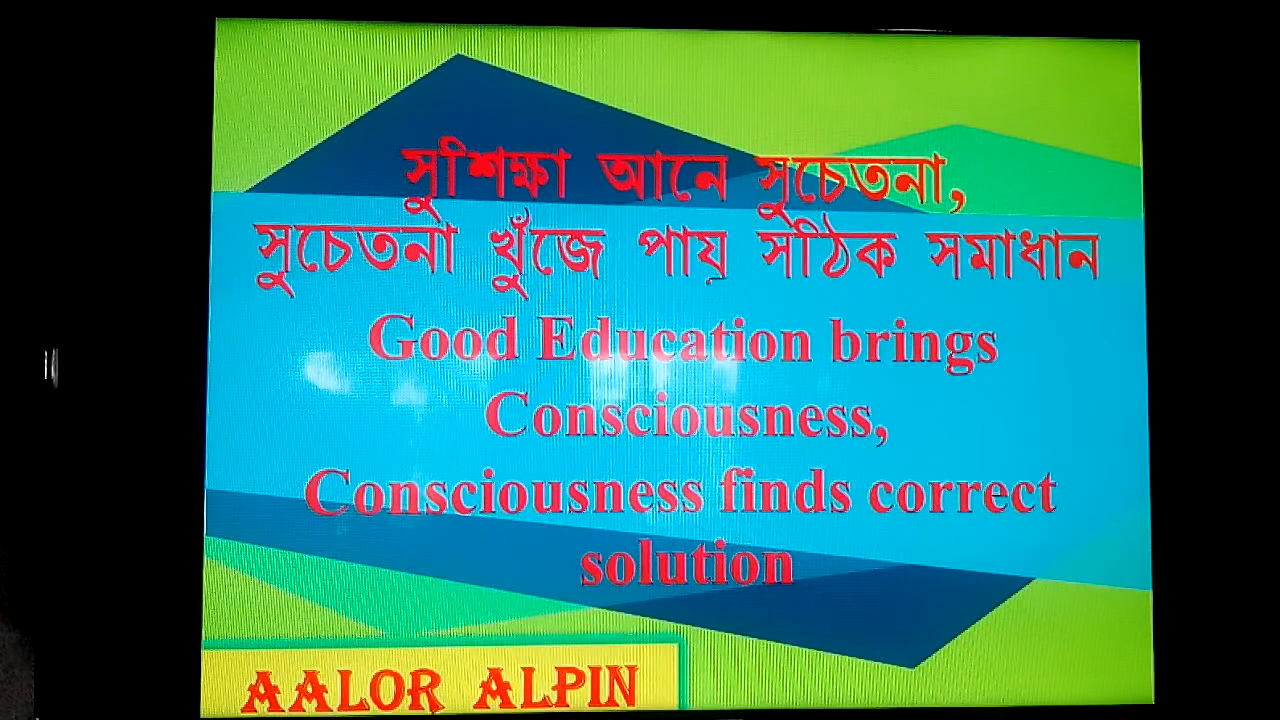 সুশিক্ষা আনে সুচেতনা,
সুচেতনা খুঁজে পায় সঠিক সমাধান
Good Education brings
Consciousness,
Consciousness finds correct
solution
AALOR ALPIN